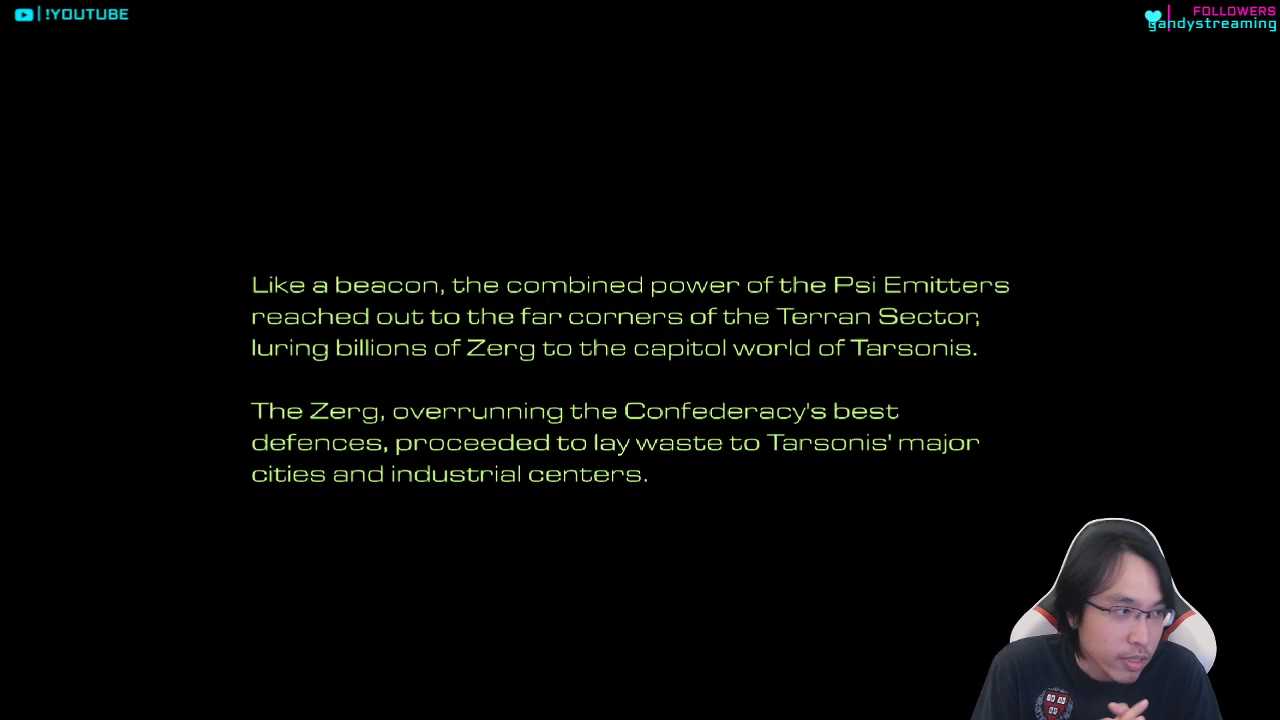 !YOUTUBE
FOLLOWERS
gandystreaming
Like a beacon, the combined power of the Psi Emitters
reached out to the far corners of the Terran Sector,
luring billions of Zerg to the capitol world of Tarsonis.
The Zerg, overrunning the Confederacy's best
defences, proceeded to lay waste to Tarsonis' major
cities and industrial centers.